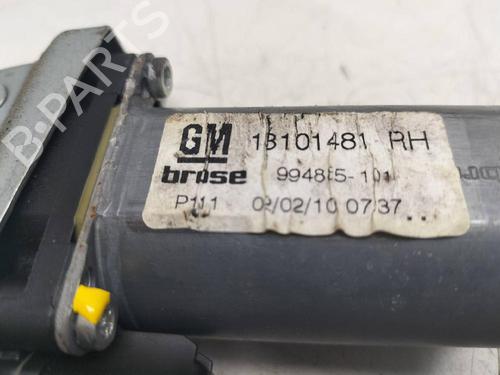 B-PARTS
GM 13101481 RH
brose 994885-101
P111 02/02/10 07:37